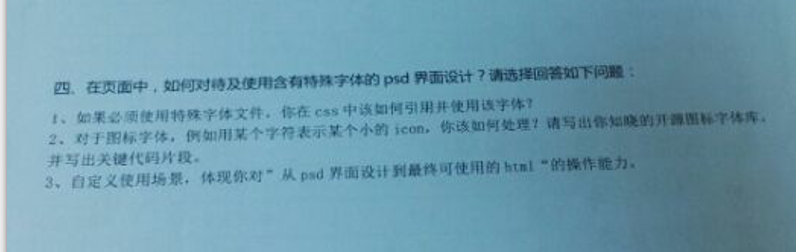 四、在页面中，如何对待及使用含有特殊字体的 psd 界面设计？请选择回答如下问题：
1、如果必须使用特殊字体文件，你在 css 中该如何引用并使用该字体？
2、对于图标字体，例如用某个字符表示某个小的 icon，你该如何处理？请写出你知晓的开源图标字体库，
并写出关键代码片段。
3、自定义使用场景，体现你对”从 psd 界面设计到最终可使用的 html“的操作能力。